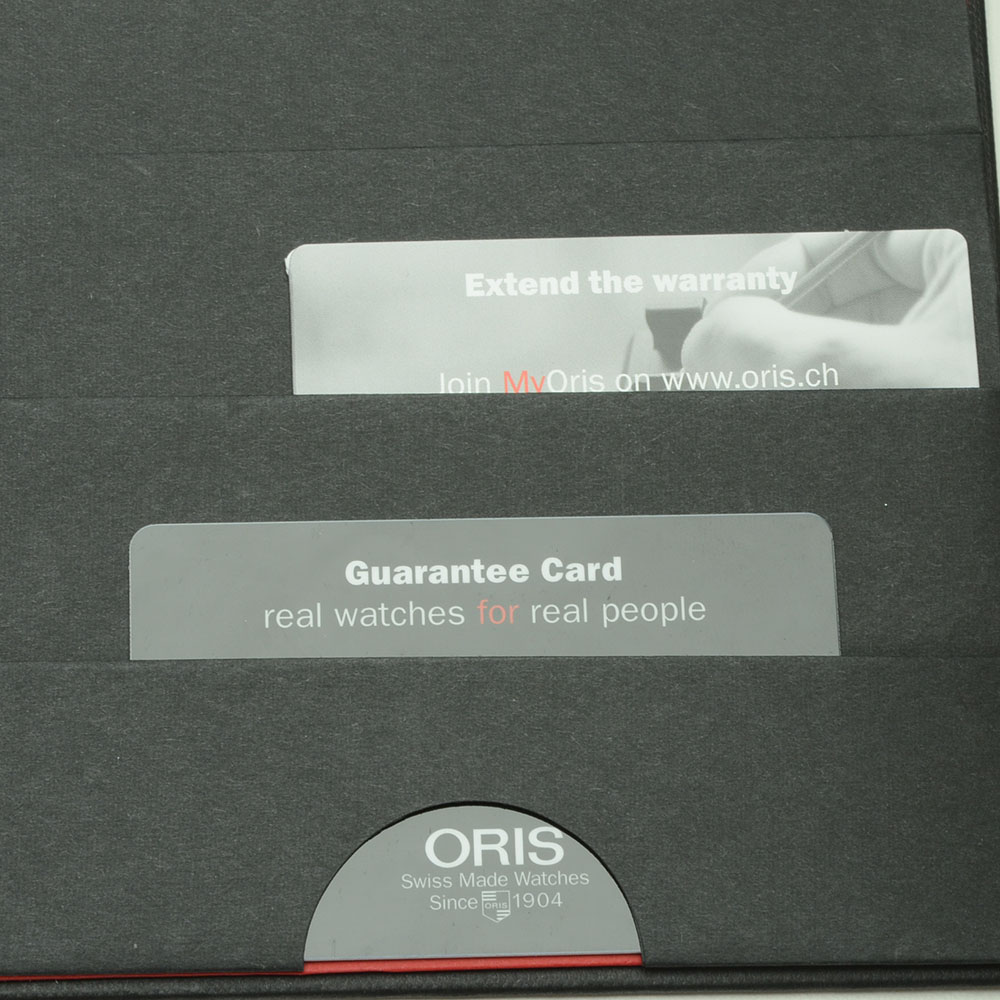 Extend the warranty
Join MyOris on www.oris.ch
Guarantee Card
real watches for real people
ORIS
Swiss Made Watches
Since ORIS 1904